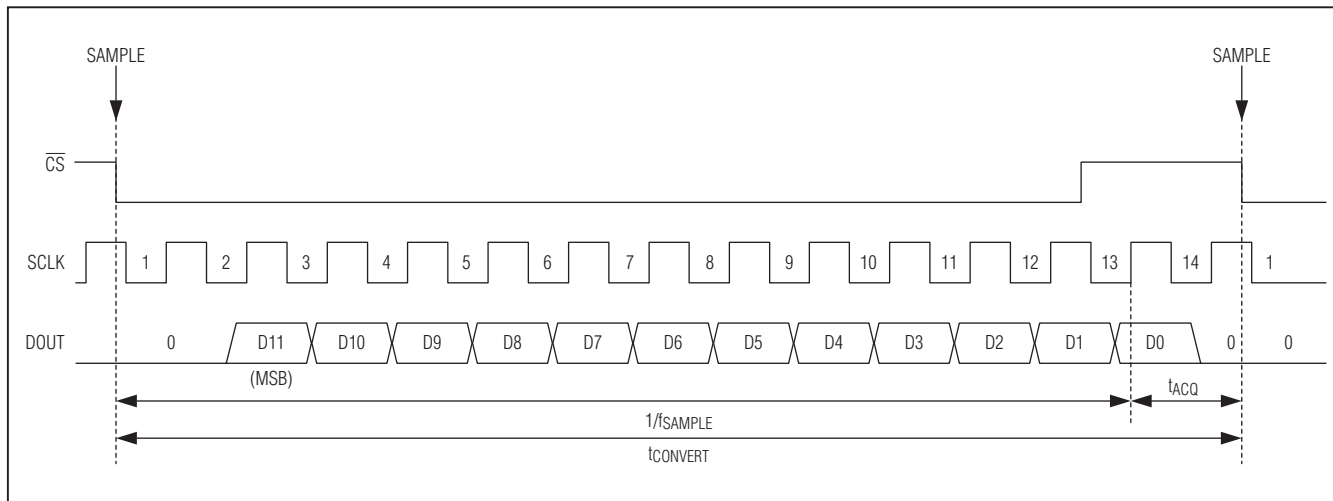 SAMPLE SAMPLE
CS
SCLK 1 2 3 4 5 6 7 8 9 10 11 12 13 14 1
DOUT 0 D11 D10 D9 D8 D7 D6 D5 D4 D3 D2 D1 D0 0 0
(MSB)
tACQ
1/fSAMPLE
tCONVERT